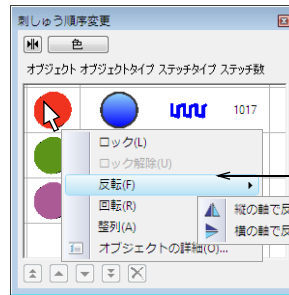 刺しゅう順序変更
色
オブジェクト オブジェクトタイプ ステッチタイプ ステッチ数
1017
ロック(L)
ロック解除(U)
反転(F)
縦の軸で反
回転(R)
横の軸で反
整列(A)
オブジェクトの詳細(O)...